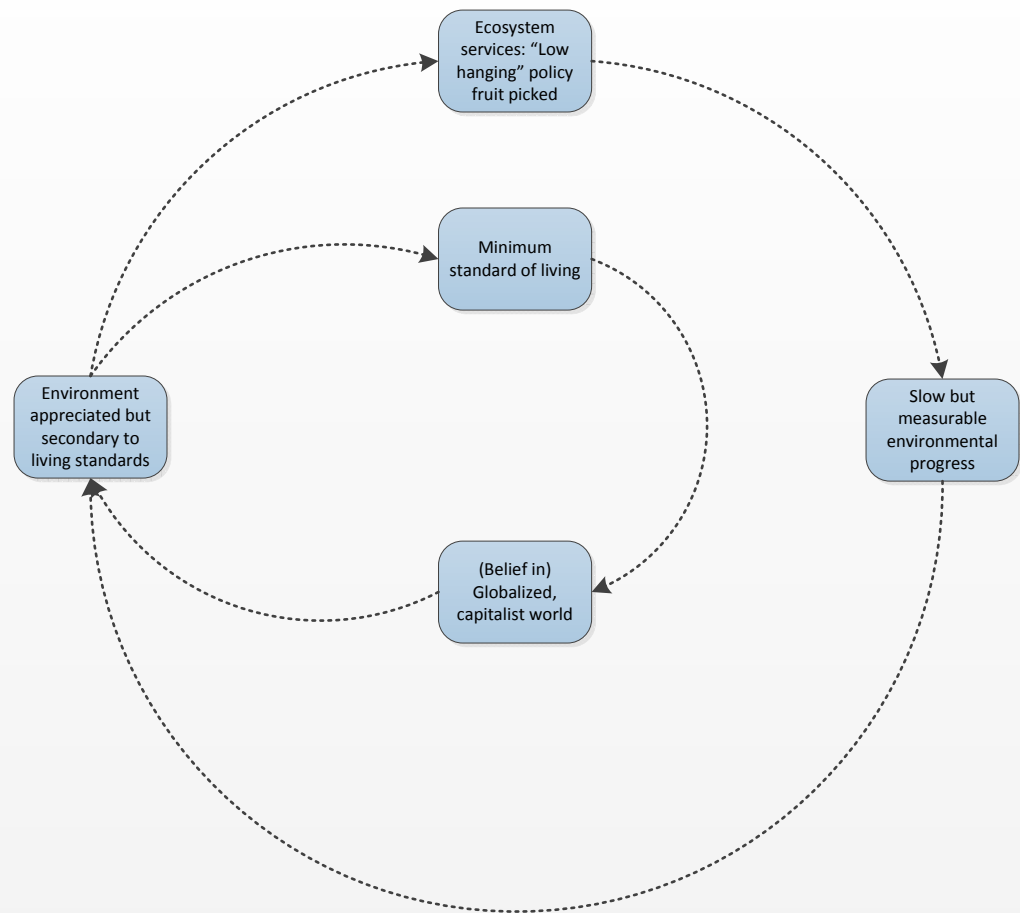 Ecosystem
services: “Low
hanging” policy
fruit picked
Minimum
standard of living
Environment
appreciated but
secondary to
living standards
Slow but
measurable
environmental
progress
(Belief in)
Globalized,
capitalist world